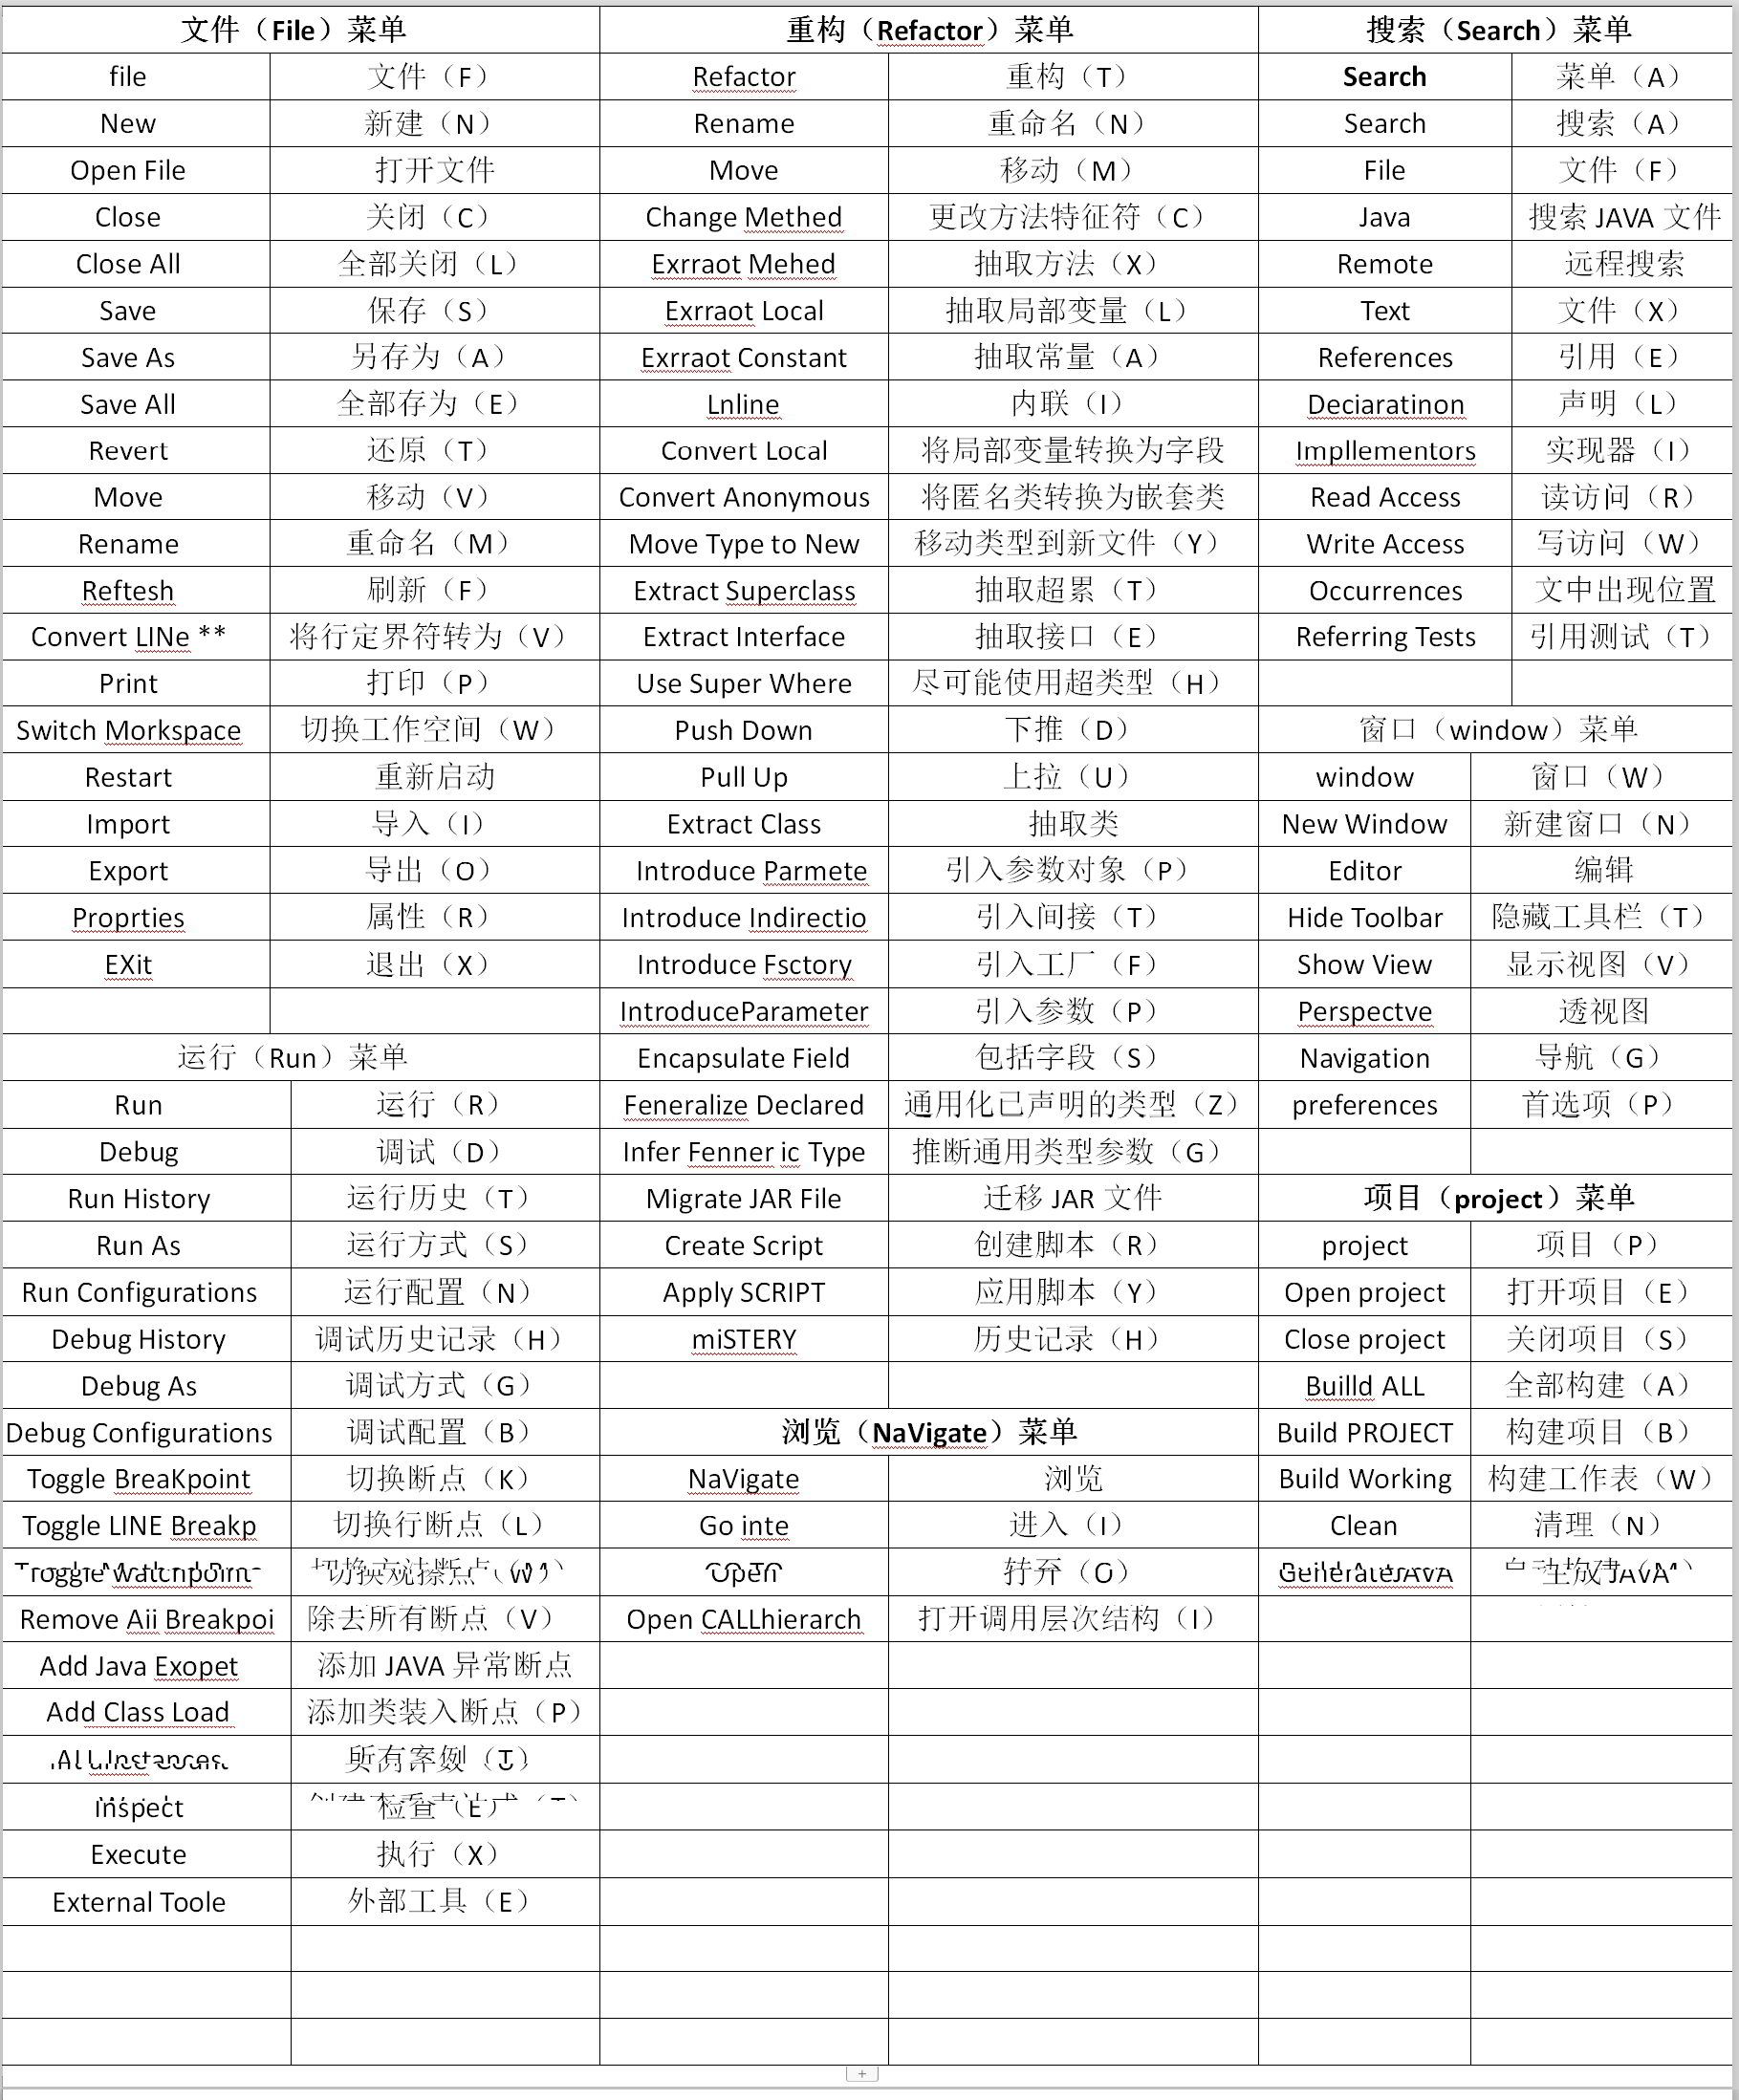 文件（File）菜单 重构（Refactor）菜单 搜索（Search）菜单
file 文件（F） Refactor 重构（T） Search 菜单（A）
New 新建（N） Rename 重命名（N） Search 搜索（A）
Open File 打开文件 Move 移动（M） File 文件（F）
Close 关闭（C） Change Methed 更改方法特征符（C） Java 搜索 JAVA 文件
Close All 全部关闭（L） Exrraot Mehed 抽取方法（X） Remote 远程搜索
Save 保存（S） Exrraot Local 抽取局部变量（L） Text 文件（X）
Save As 另存为（A） Exrraot Constant 抽取常量（A） References 引用（E）
Save All 全部存为（E） Lnline 内联（I） Deciaratinon 声明（L）
Revert 还原（T） Convert Local 将局部变量转换为字段 Impllementors 实现器（I）
Move 移动（V） Convert Anonymous 将匿名类转换为嵌套类 Read Access 读访问（R）
Rename 重命名（M） Move Type to New 移动类型到新文件（Y） Write Access 写访问（W）
Reftesh 刷新（F） Extract Superclass 抽取超累（T） Occurrences 文中出现位置
Convert LINe ** 将行定界符转为（V） Extract Interface 抽取接口（E） Referring Tests 引用测试（T）
Print 打印（P） Use Super Where 尽可能使用超类型（H）
Switch Morkspace 切换工作空间（W） Push Down 下推（D） 窗口（window）菜单
Restart 重新启动 Pull Up 上拉（U） window 窗口（W）
Import 导入（I） Extract Class 抽取类 New Window 新建窗口（N）
Export 导出（O） Introduce Parmete 引入参数对象（P） Editor 编辑
Proprties 属性（R） Introduce Indirectio 引入间接（T） Hide Toolbar 隐藏工具栏（T）
EXit 退出（X） Introduce Fsctory 引入工厂（F） Show View 显示视图（V）
IntroduceParameter 引入参数（P） Perspectve 透视图
运行（Run）菜单 Encapsulate Field 包括字段（S） Navigation 导航（G）
Run 运行（R） Feneralize Declared 通用化已声明的类型（Z） preferences 首选项（P）
Debug 调试（D） Infer Fenner ic Type 推断通用类型参数（G）
Run History 运行历史（T） Migrate JAR File 迁移 JAR 文件 项目（project）菜单
Run As 运行方式（S） Create Script 创建脚本（R） project 项目（P）
Run Configurations 运行配置（N） Apply SCRIPT 应用脚本（Y） Open project 打开项目（E）
Debug History 调试历史记录（H） miSTERY 历史记录（H） Close project 关闭项目（S）
Debug As 调试方式（G） Builld ALL 全部构建（A）
Debug Configurations 调试配置（B） 浏览（NaVigate）菜单 Build PROJECT 构建项目（B）
Toggle BreaKpoint 切换断点（K） NaVigate 浏览 Build Working 构建工作表（W）
Toggle LINE Breakp 切换行断点（L） Go inte 进入（I） Clean 清理（N）
Remove Aii Breakpoi 除去所有断点（V） Open CALLhierarch 打开调用层次结构（I）
Add Java Exopet 添加 JAVA 异常断点
Add Class Load 添加类装入断点（P）
Inspect 检查（E）
Execute 执行（X）
External Toole 外部工具（E）